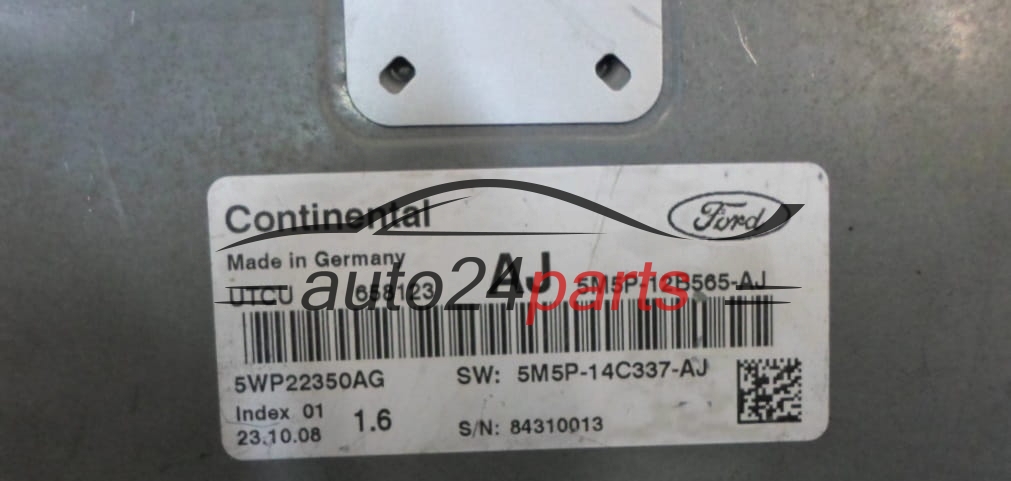 Continental
Ford
Made in Germany
AJ
UTCU 658123
5M5P-12B565-AJ
auto24parts
5WP22350AG
SW: 5M5P-14C337-AJ
Index 01
1.6
23.10.08
S/N: 84310013